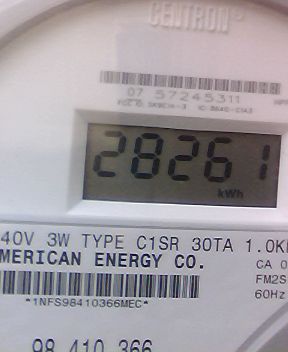 CENTRON®
07 57245311
28261
kWh
40V 3W TYPE C1SR 30TA 1.0K
MERICAN ENERGY CO.
CA 0
FM2S
*1NFS98410366MEC*
60Hz
98 410 366